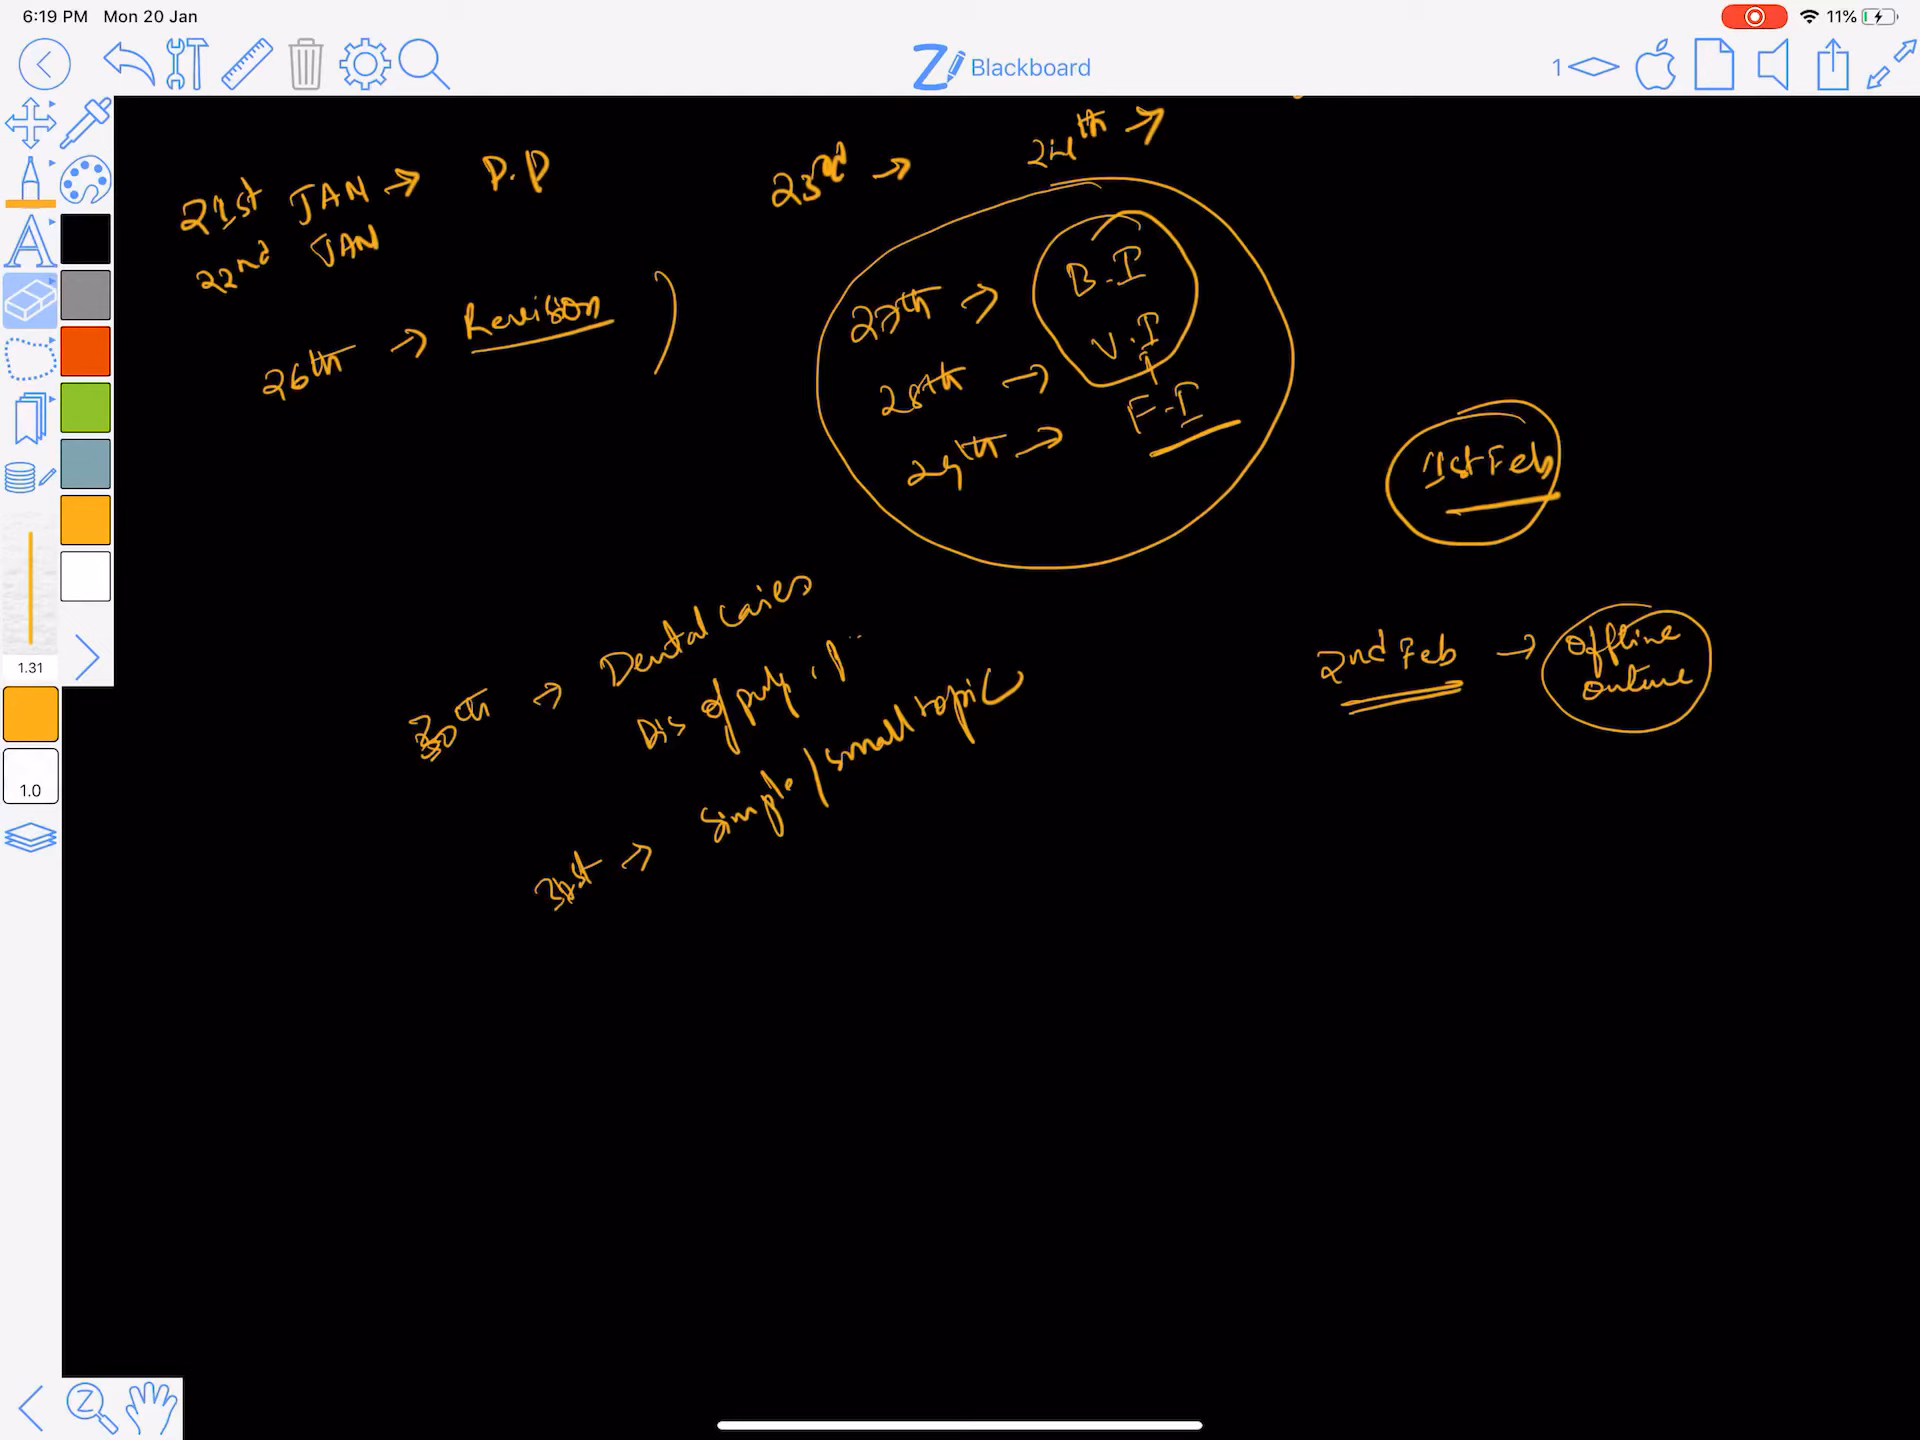 6:19 PM Mon 20 Jan
11%
Blackboard
1
21st JAN → P.P
22nd JAN
23rd →
24th →
26th → Revision
27th → B.I
V.I
28th →
F.I
29th →
1st Feb
30th → Dental caries
Dis of pulp
31st → Simple / small topic
2nd Feb → Offline
online
1.31
1.0